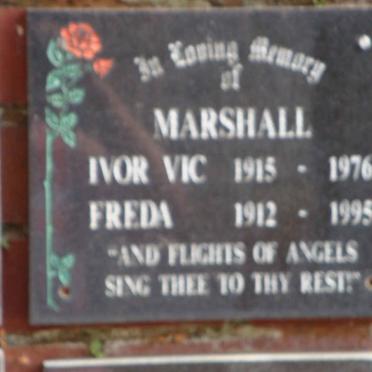 In Loving Memory
of
MARSHALL
IVOR VIC 1915 - 1976
FREDA 1912 - 1995
"AND FLIGHTS OF ANGELS
SING THEE TO THY REST!"